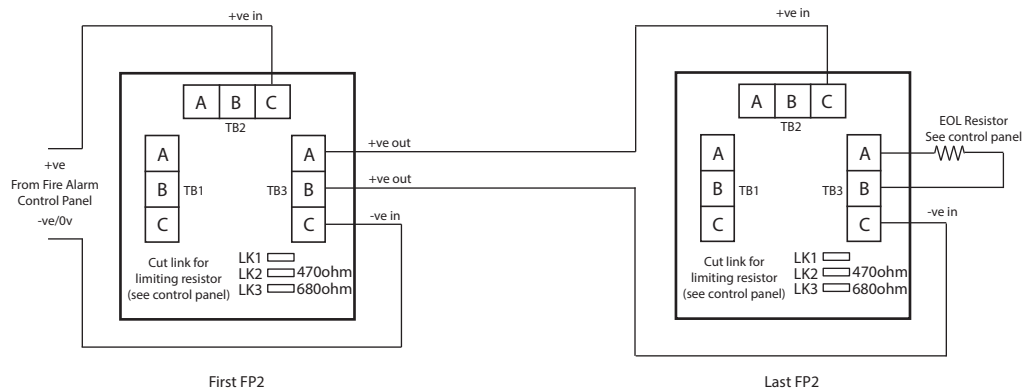 +ve in
A B C
TB2
A
B
C
TB1
TB3
A
B
C
+ve out
+ve out
-ve in
+ve
From Fire Alarm
Control Panel
-ve/0v
Cut link for
limiting resistor
(see control panel)
LK1
LK2 470ohm
LK3 680ohm
First FP2
+ve in
A B C
TB2
A
B
C
TB1
TB3
A
B
C
EOL Resistor
See control panel
-ve in
Cut link for
limiting resistor
(see control panel)
LK1
LK2 470ohm
LK3 680ohm
Last FP2